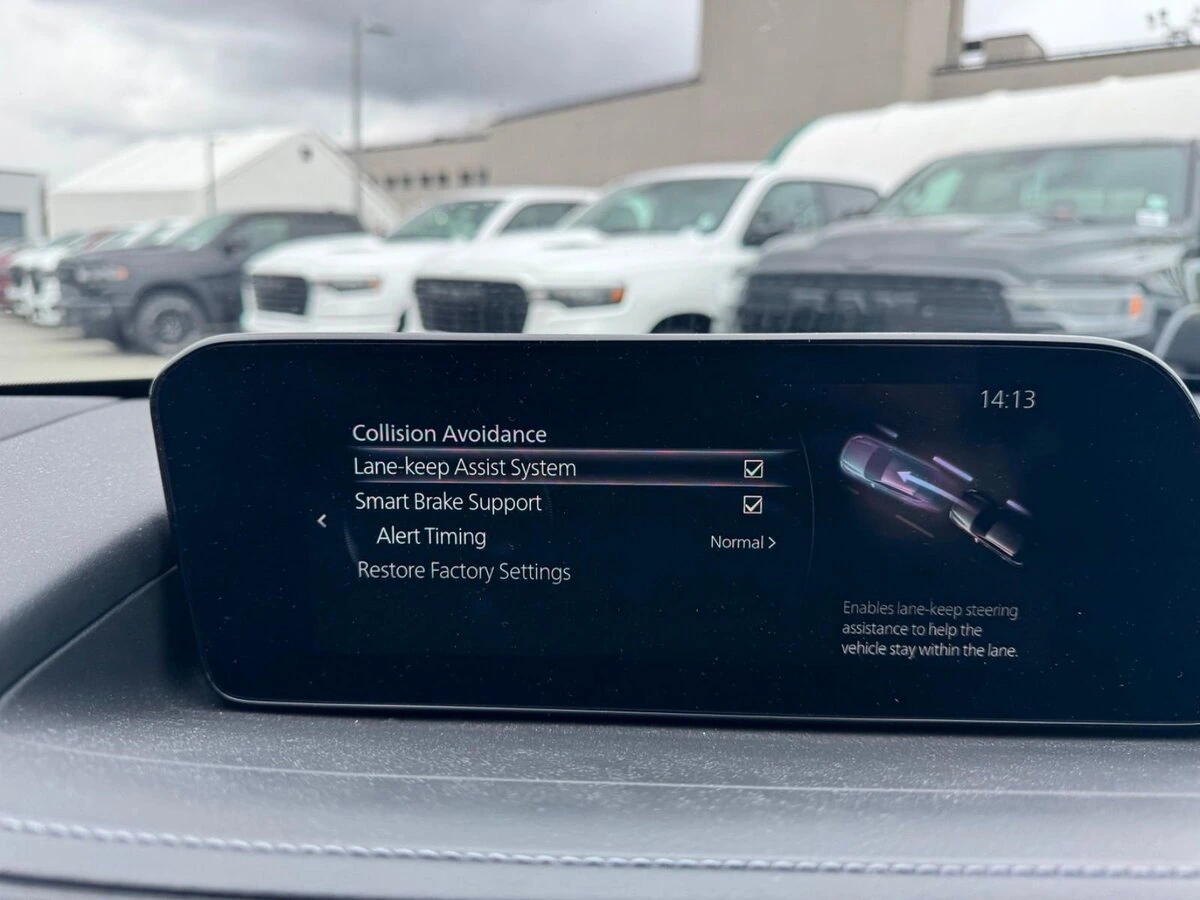 14:13
Collision Avoidance
Lane-keep Assist System
Smart Brake Support
Alert Timing
Normal
Restore Factory Settings
Enables lane-keep steering
assistance to help the
vehicle stay within the lane.